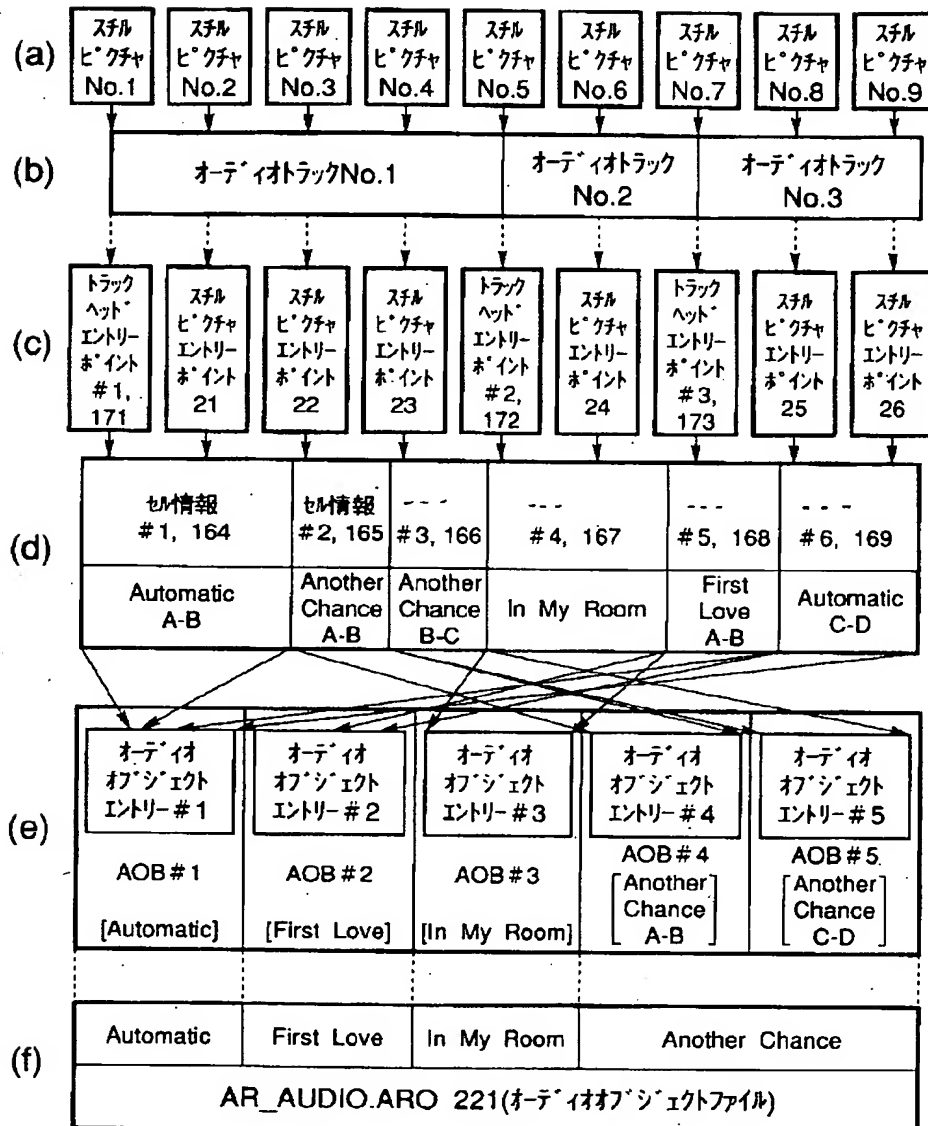 (a)
スチル
ピクチャ
No.1
スチル
ピクチャ
No.2
スチル
ピクチャ
No.3
スチル
ピクチャ
No.4
スチル
ピクチャ
No.5
スチル
ピクチャ
No.6
スチル
ピクチャ
No.7
スチル
ピクチャ
No.8
スチル
ピクチャ
No.9
(b)
オーディオトラックNo.1
オーディオトラック
No.2
オーディオトラック
No.3
(c)
トラック
ヘッド
エントリー
ポイント
#1,
171
スチル
ピクチャ
エントリー
ポイント
21
スチル
ピクチャ
エントリー
ポイント
22
スチル
ピクチャ
エントリー
ポイント
23
トラック
ヘッド
エントリー
ポイント
#2,
172
スチル
ピクチャ
エントリー
ポイント
24
トラック
ヘッド
エントリー
ポイント
#3,
173
スチル
ピクチャ
エントリー
ポイント
25
スチル
ピクチャ
エントリー
ポイント
26
(d)
セル情報
#1, 164
セル情報
#2, 165
---
#3, 166
---
#4, 167
---
#5, 168
---
#6, 169
Automatic
A-B
Another
Chance
A-B
Another
Chance
B-C
In My Room
First
Love
A-B
Automatic
C-D
(e)
オーディオ
オブジェクト
エントリー#1
AOB#1
[Automatic]
オーディオ
オブジェクト
エントリー#2
AOB#2
[First Love]
オーディオ
オブジェクト
エントリー#3
AOB#3
[In My Room]
オーディオ
オブジェクト
エントリー#4
AOB#4
[Another
Chance
A-B]
オーディオ
オブジェクト
エントリー#5
AOB#5
[Another
Chance
C-D]
(f)
Automatic
First Love
In My Room
Another Chance
AR_AUDIO.ARO 221(オーディオオブジェクトファイル)